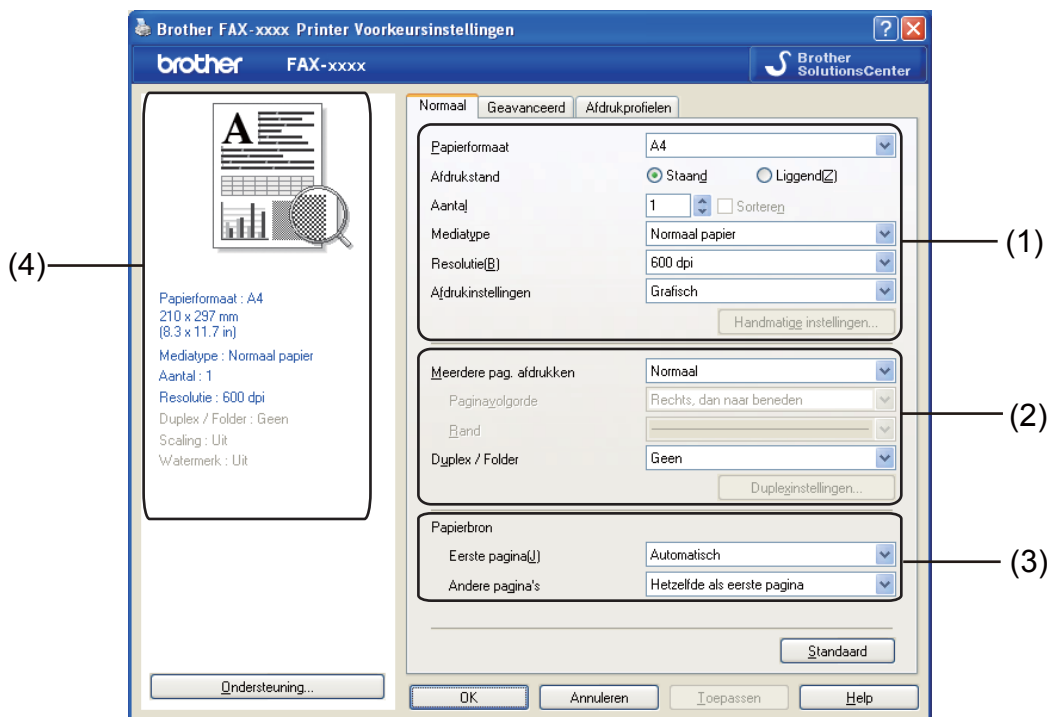 Brother FAX-xxxx Printer Voorkeursinstellingen
brother FAX-xxxx
Brother
SolutionsCenter
A
Papierformaat : A4
210 x 297 mm
(8.3 x 11.7 in)
Mediatype : Normaal papier
Aantal : 1
Resolutie : 600 dpi
Duplex / Folder : Geen
Scaling : Uit
Watermerk : Uit
Ondersteuning...
(4)
Normaal Geavanceerd Afdrukprofielen
Papierformaat A4
Afdrukstand Staand Liggend(Z)
Aantal 1 Sorteren
Mediatype Normaal papier
Resolutie(B) 600 dpi
Afdrukinstellingen Grafisch
Handmatige instellingen...
(1)
Meerdere pag. afdrukken Normaal
Paginavolgorde Rechts, dan naar beneden
Rand
Duplex / Folder Geen
Duplexinstellingen...
(2)
Papierbron
Eerste pagina(J) Automatisch
Andere pagina's Hetzelfde als eerste pagina
(3)
Standaard
OK Annuleren Toepassen Help